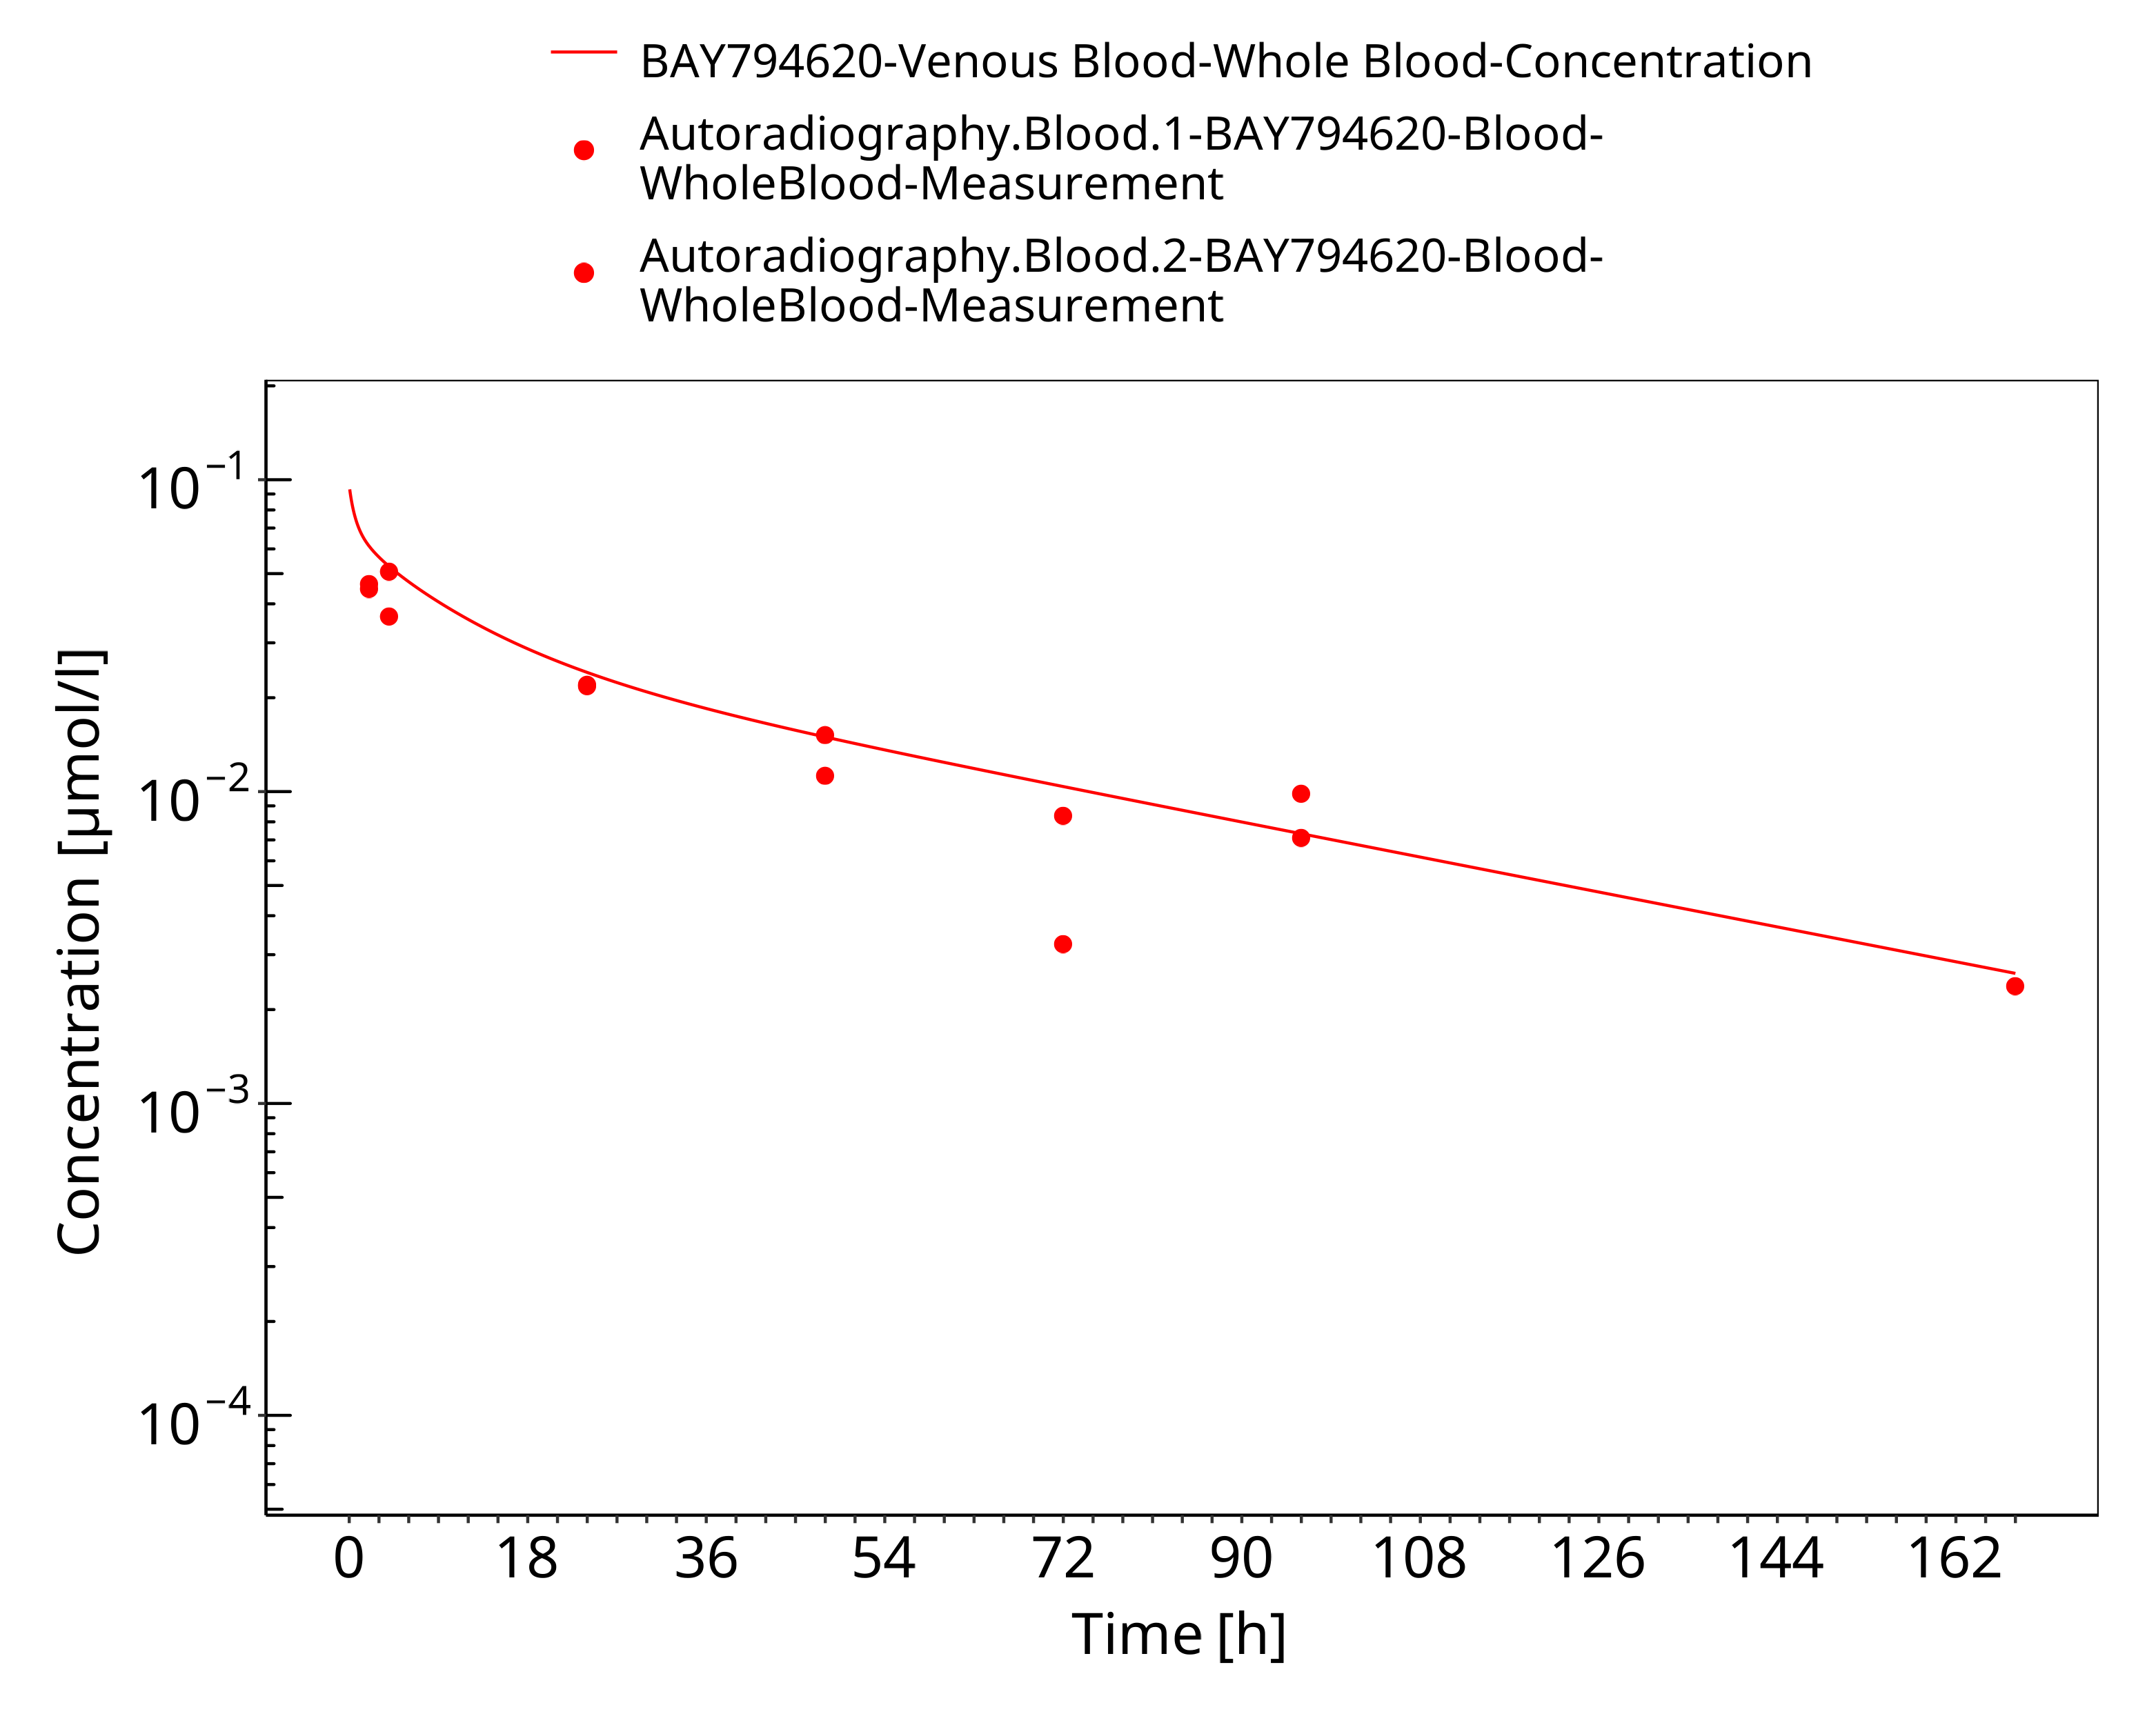 BAY794620-Venous Blood-Whole Blood-Concentration
Autoradiography.Blood.1-BAY794620-Blood-
WholeBlood-Measurement
Autoradiography.Blood.2-BAY794620-Blood-
WholeBlood-Measurement
Concentration [µmol/l]
10−1
10−2
10−3
10−4
0 18 36 54 72 90 108 126 144 162
Time [h]